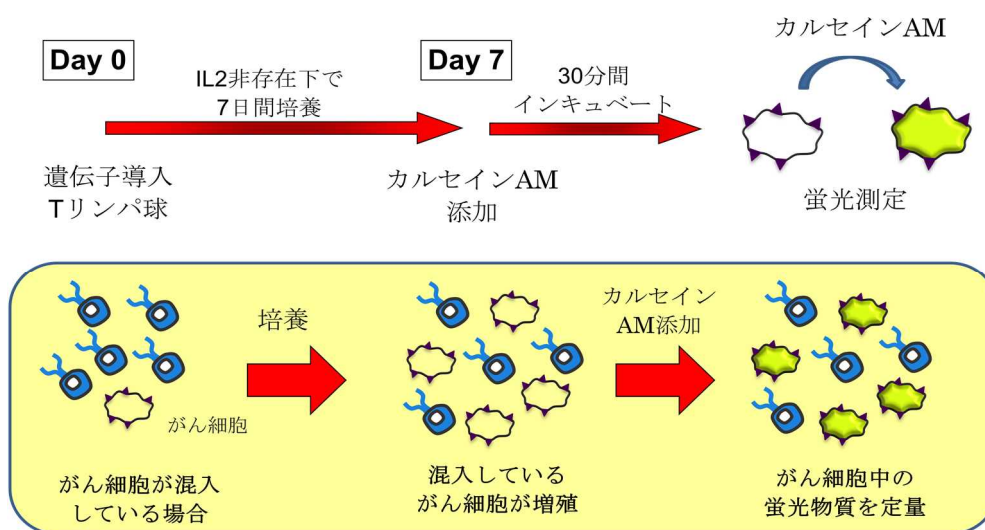 Day 0
IL2非存在下で
7日間培養
Day 7
30分間
インキュベート
カルセインAM
遺伝子導入
Tリンパ球
カルセインAM
添加
蛍光測定
培養
カルセイン
AM添加
がん細胞
がん細胞が混入
している場合
混入している
がん細胞が増殖
がん細胞中の
蛍光物質を定量